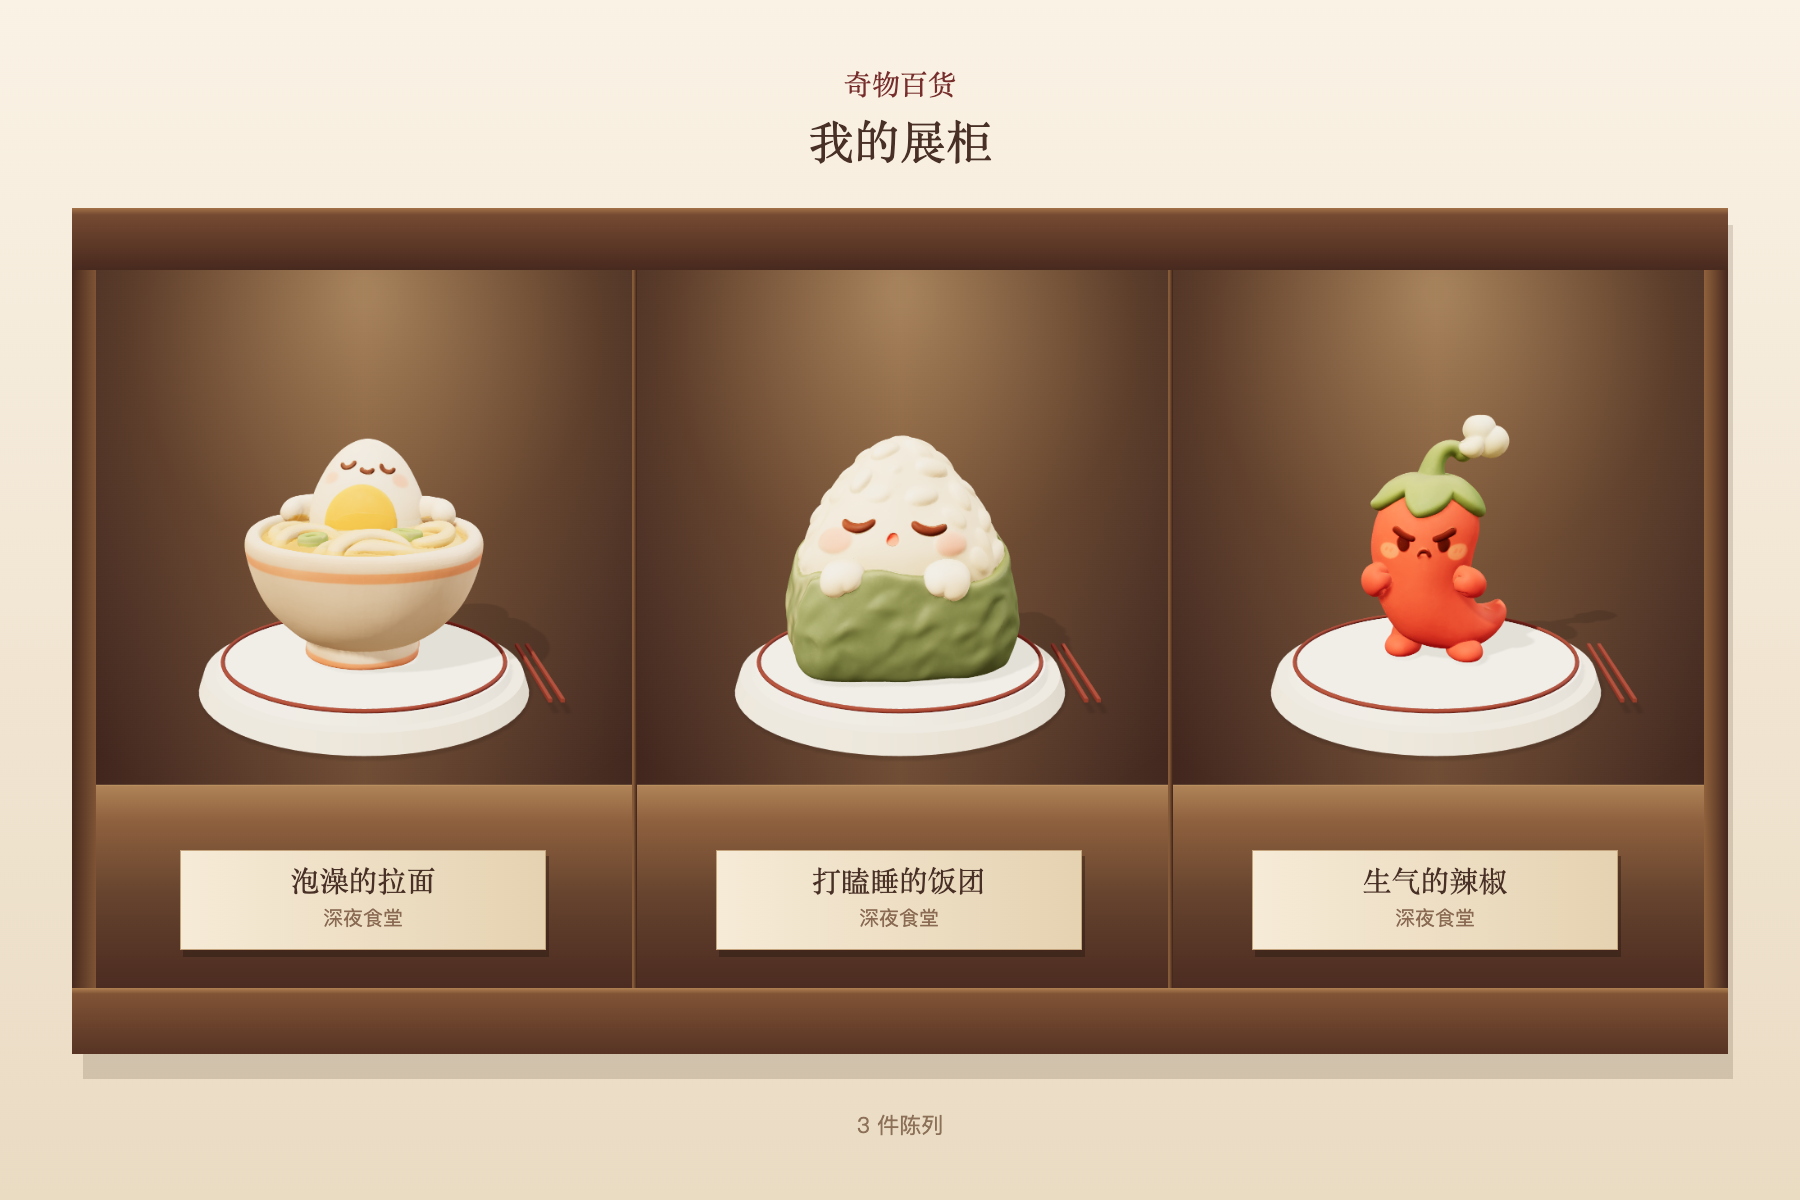 奇物百货
我的展柜
泡澡的拉面
深夜食堂
打瞌睡的饭团
深夜食堂
生气的辣椒
深夜食堂
3 件陈列